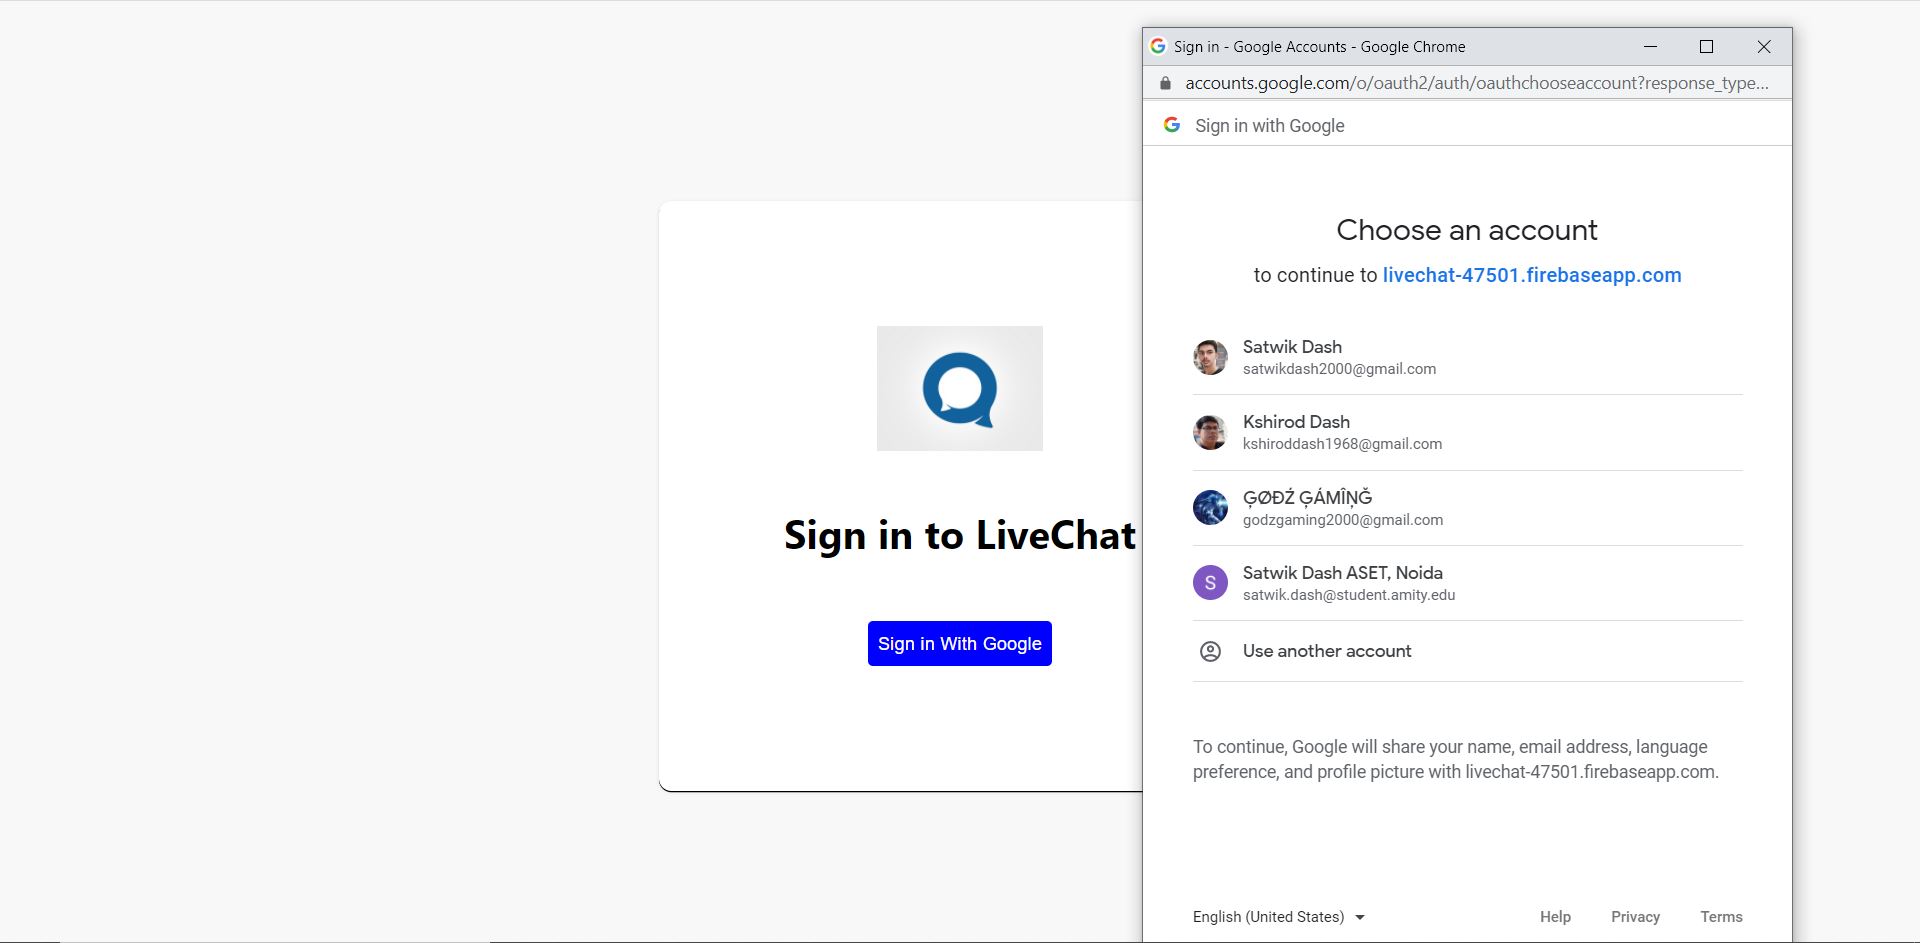 Sign in to LiveChat
Sign in With Google
Sign in - Google Accounts - Google Chrome
accounts.google.com/o/oauth2/auth/oauthchooseaccount?response_type...
Sign in with Google
Choose an account
to continue to livechat-47501.firebaseapp.com
Satwik Dash
satwikdash2000@gmail.com
Kshirod Dash
kshiroddash1968@gmail.com
ĢØĐŹ ĢÁMÎŅĞ
godzgaming2000@gmail.com
S
Satwik Dash ASET, Noida
satwik.dash@student.amity.edu
Use another account
To continue, Google will share your name, email address, language
preference, and profile picture with livechat-47501.firebaseapp.com.
English (United States)
Help Privacy Terms